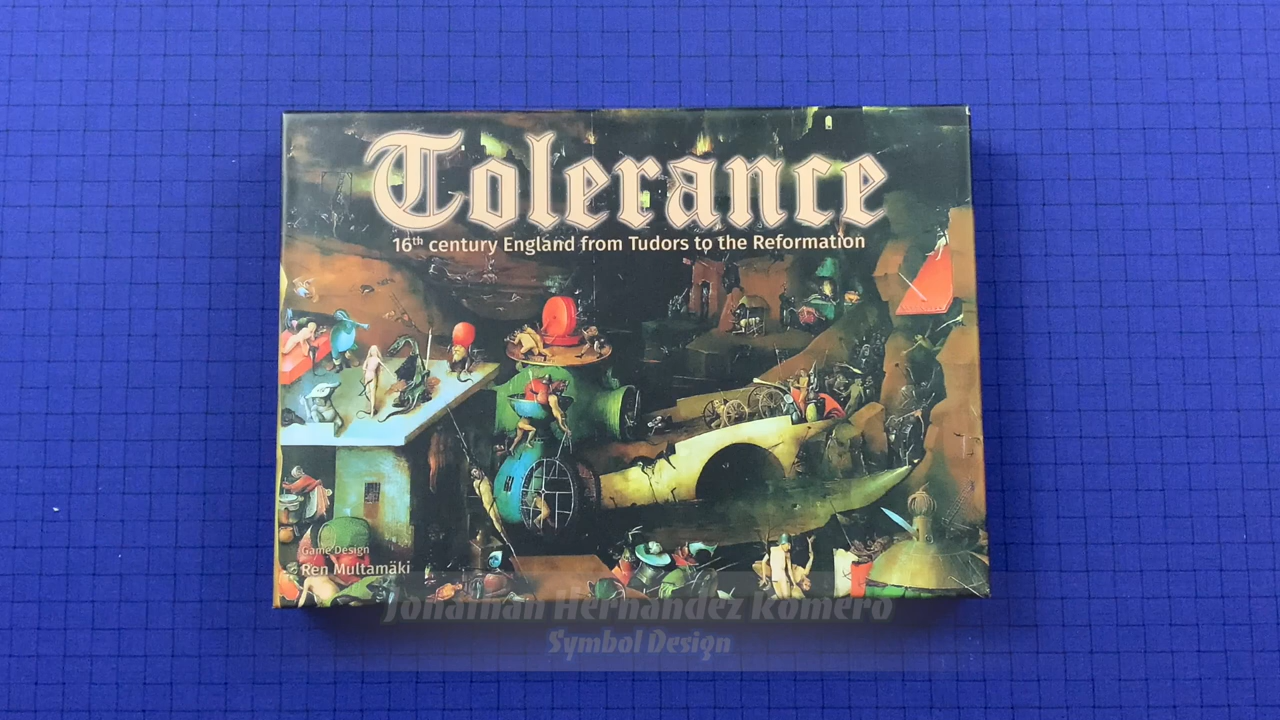 Tolerance
16th century England from Tudors to the Reformation
Game Design
Ren Multamäki
Jonathan Hernandez Romero
Symbol Design